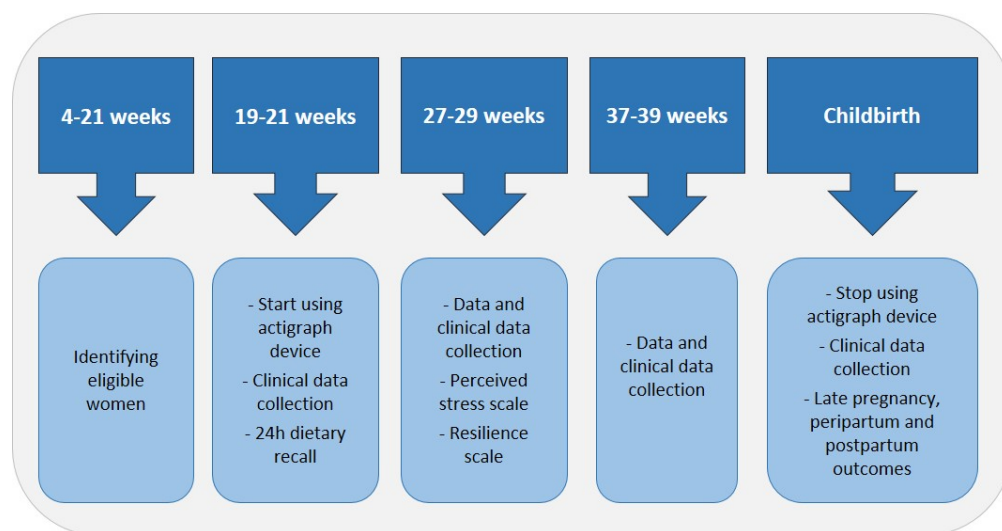 4-21 weeks
19-21 weeks
27-29 weeks
37-39 weeks
Childbirth
Identifying
eligible
women
- Start using
actigraph
device
- Clinical data
collection
- 24h dietary
recall
- Data and
clinical data
collection
- Perceived
stress scale
- Resilience
scale
- Data and
clinical data
collection
- Stop using
actigraph device
- Clinical data
collection
- Late pregnancy,
peripartum and
postpartum
outcomes